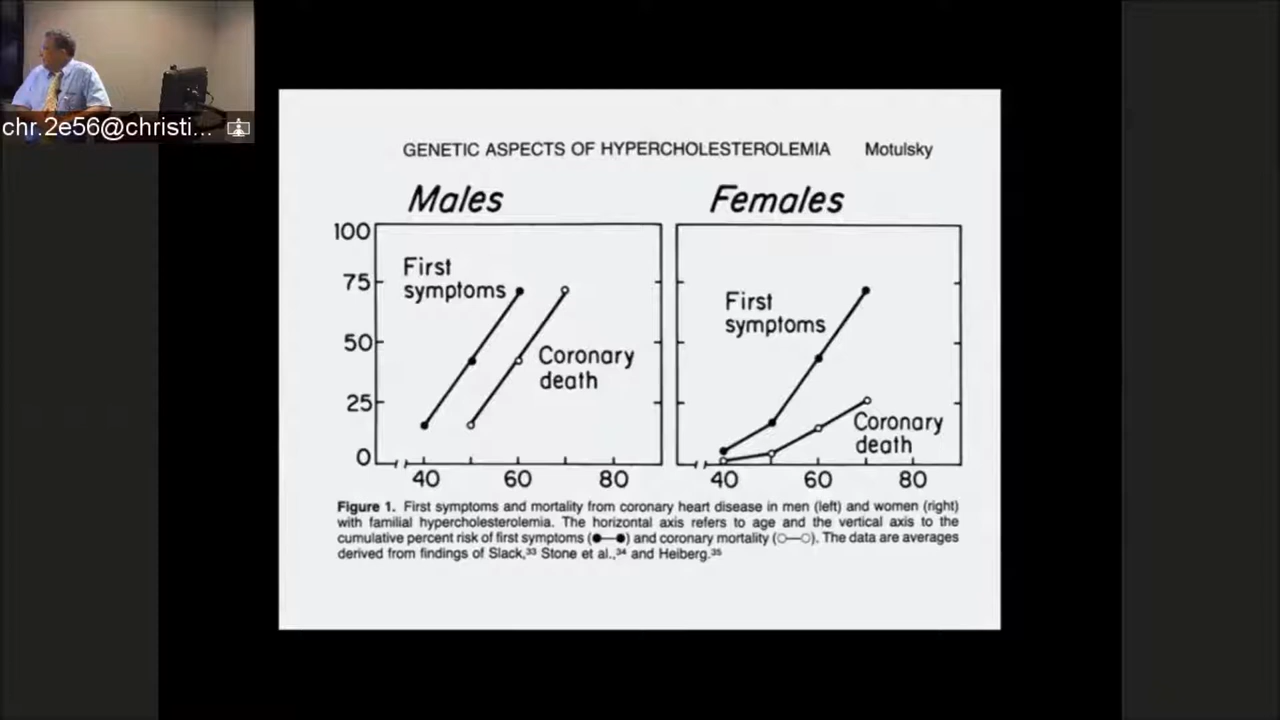 chr.2e56@christi...
GENETIC ASPECTS OF HYPERCHOLESTEROLEMIA Motulsky
Males
Females
100
75
50
25
0
First
symptoms
Coronary
death
40 60 80
First
symptoms
Coronary
death
40 60 80
Figure 1. First symptoms and mortality from coronary heart disease in men (left) and women (right)
with familial hypercholesterolemia. The horizontal axis refers to age and the vertical axis to the
cumulative percent risk of first symptoms (●—●) and coronary mortality (○—○). The data are averages
derived from findings of Slack,³³ Stone et al.,³⁴ and Heiberg.³⁵